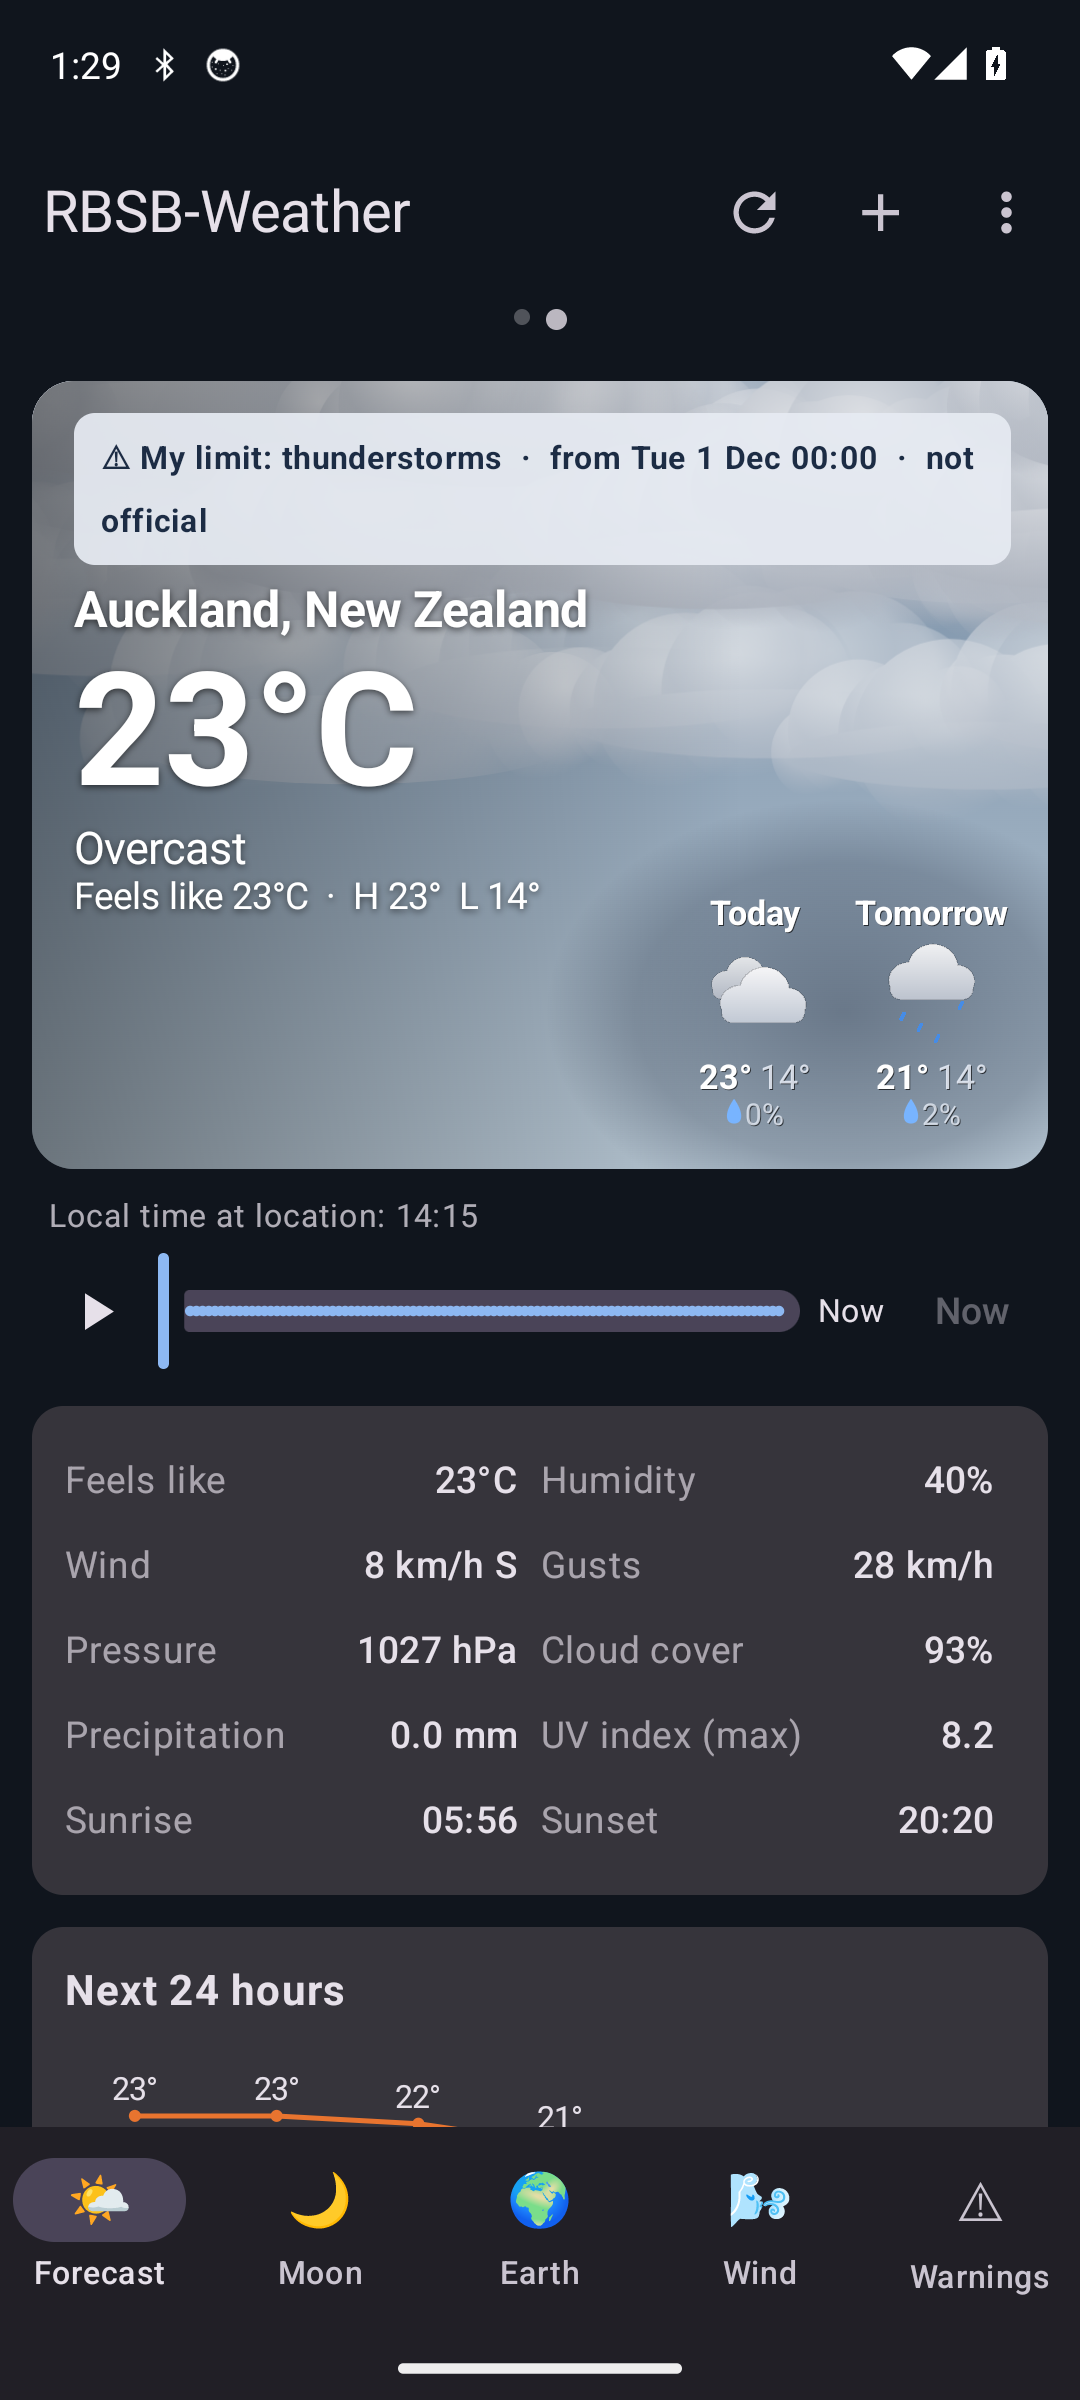 1:29
RBSB-Weather
⚠ My limit: thunderstorms · from Tue 1 Dec 00:00 · not
official
Auckland, New Zealand
23°C
Overcast
Feels like 23°C · H 23° L 14°
Today Tomorrow
23° 14° 21° 14°
0% 2%
Local time at location: 14:15
Now Now
Feels like 23°C Humidity 40%
Wind 8 km/h S Gusts 28 km/h
Pressure 1027 hPa Cloud cover 93%
Precipitation 0.0 mm UV index (max) 8.2
Sunrise 05:56 Sunset 20:20
Next 24 hours
23° 23° 22° 21°
Forecast Moon Earth Wind Warnings